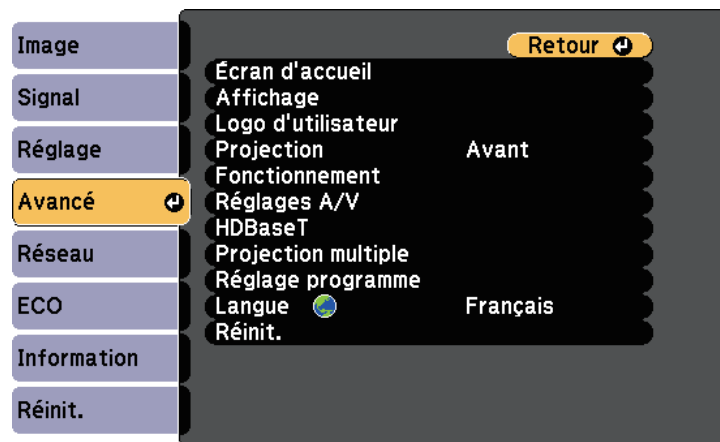 Image
Signal
Réglage
Avancé
Réseau
ECO
Information
Réinit.
Retour
Écran d'accueil
Affichage
Logo d'utilisateur
Projection Avant
Fonctionnement
Réglages A/V
HDBaseT
Projection multiple
Réglage programme
Langue Français
Réinit.